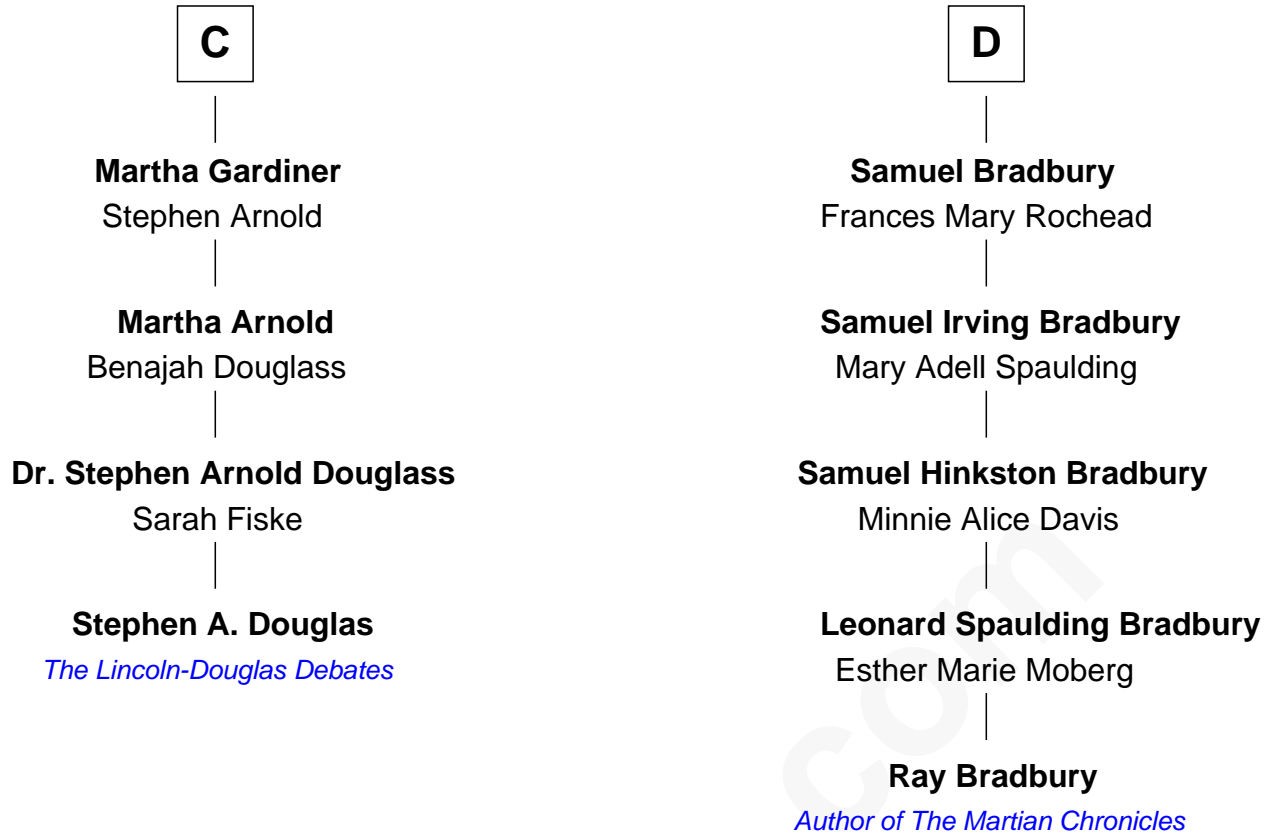 C
Martha Gardiner
Stephen Arnold
Martha Arnold
Benajah Douglass
Dr. Stephen Arnold Douglass
Sarah Fiske
Stephen A. Douglas
The Lincoln-Douglas Debates
D
Samuel Bradbury
Frances Mary Rochead
Samuel Irving Bradbury
Mary Adell Spaulding
Samuel Hinkston Bradbury
Minnie Alice Davis
Leonard Spaulding Bradbury
Esther Marie Moberg
Ray Bradbury
Author of The Martian Chronicles
com